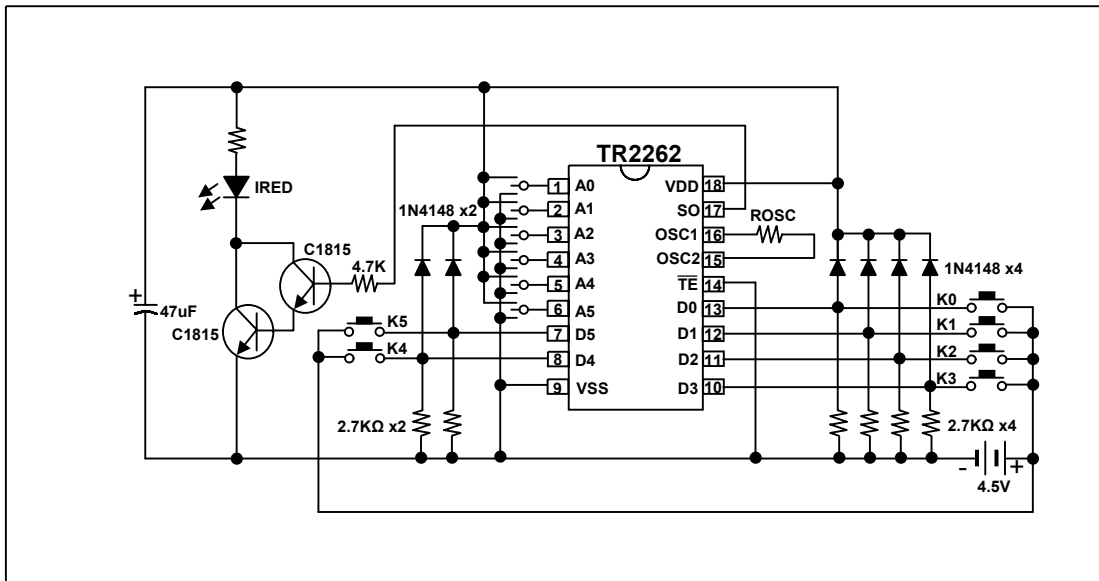 TR2262
IRED
1N4148 x2
C1815
4.7K
+
47uF
C1815
K5
K4
2.7KΩ x2
1 A0
2 A1
3 A2
4 A3
5 A4
6 A5
7 D5
8 D4
9 VSS
VDD 18
SO 17
OSC1 16
OSC2 15
TE 14
D0 13
D1 12
D2 11
D3 10
ROSC
1N4148 x4
K0
K1
K2
K3
2.7KΩ x4
- +
4.5V